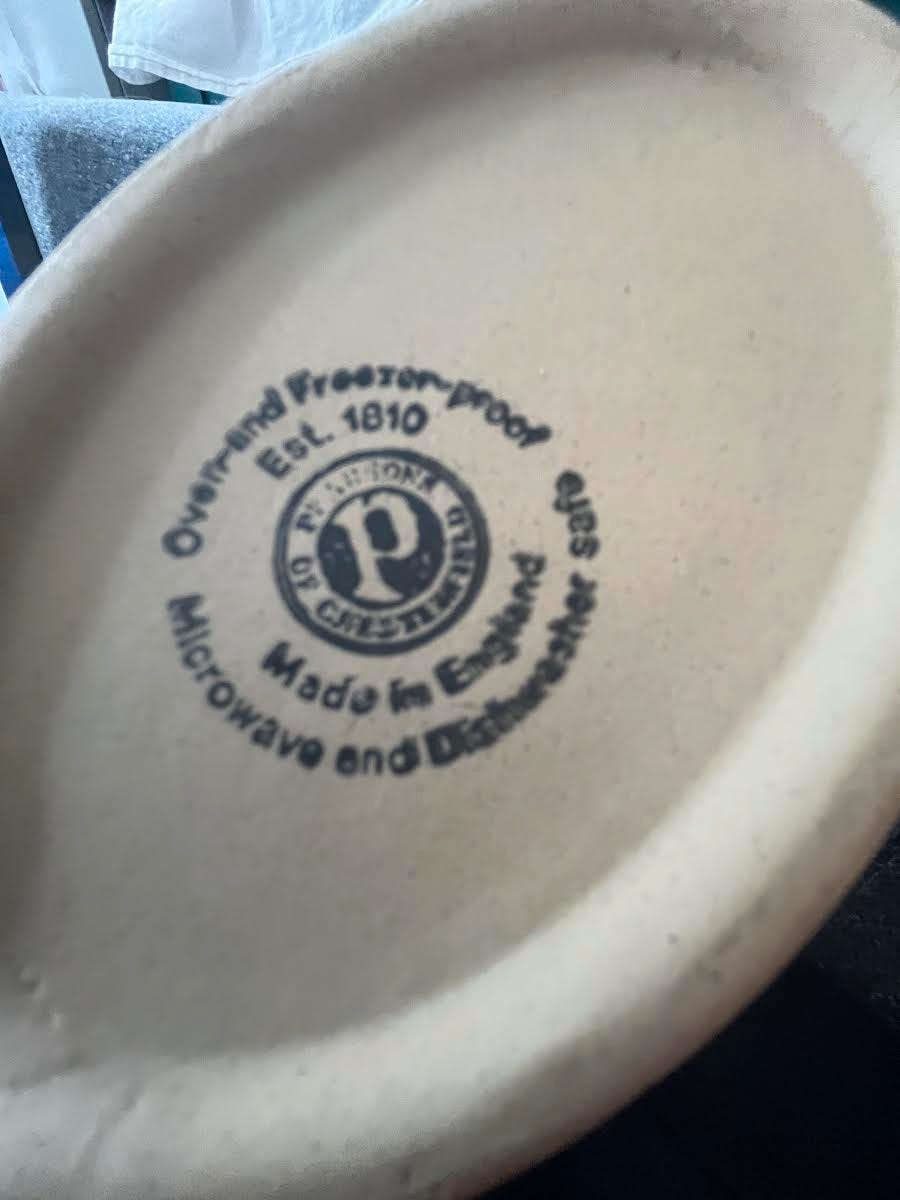 Oven-and Freezer-proof
Est. 1810
PEARSONS OF CHESTERFIELD
P
Made in England
Microwave and Dishwasher safe